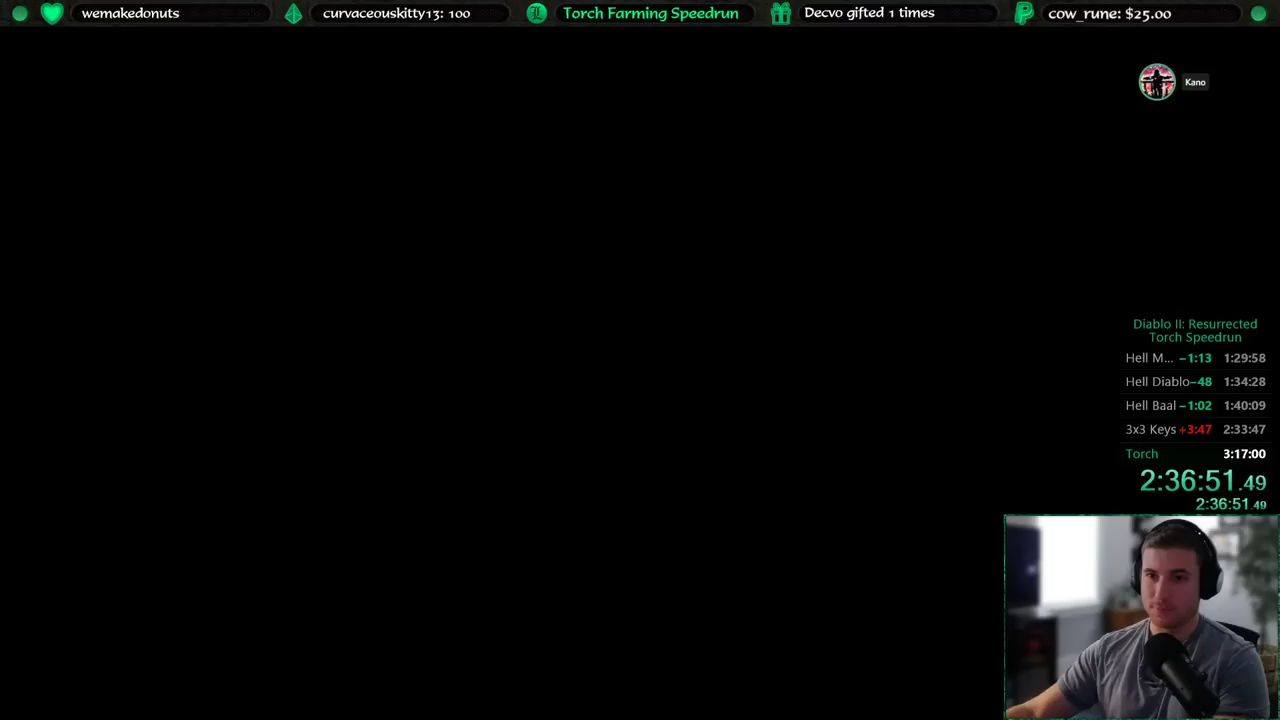 wemakedonuts
curvaceouskitty13: 100
L
Torch Farming Speedrun
Decvo gifted 1 times
cow_rune: $25.00
Kano
Diablo II: Resurrected
Torch Speedrun
Hell M... −1:13 1:29:58
Hell Diablo −48 1:34:28
Hell Baal −1:02 1:40:09
3x3 Keys +3:47 2:33:47
Torch 3:17:00
2:36:51.49
2:36:51.49